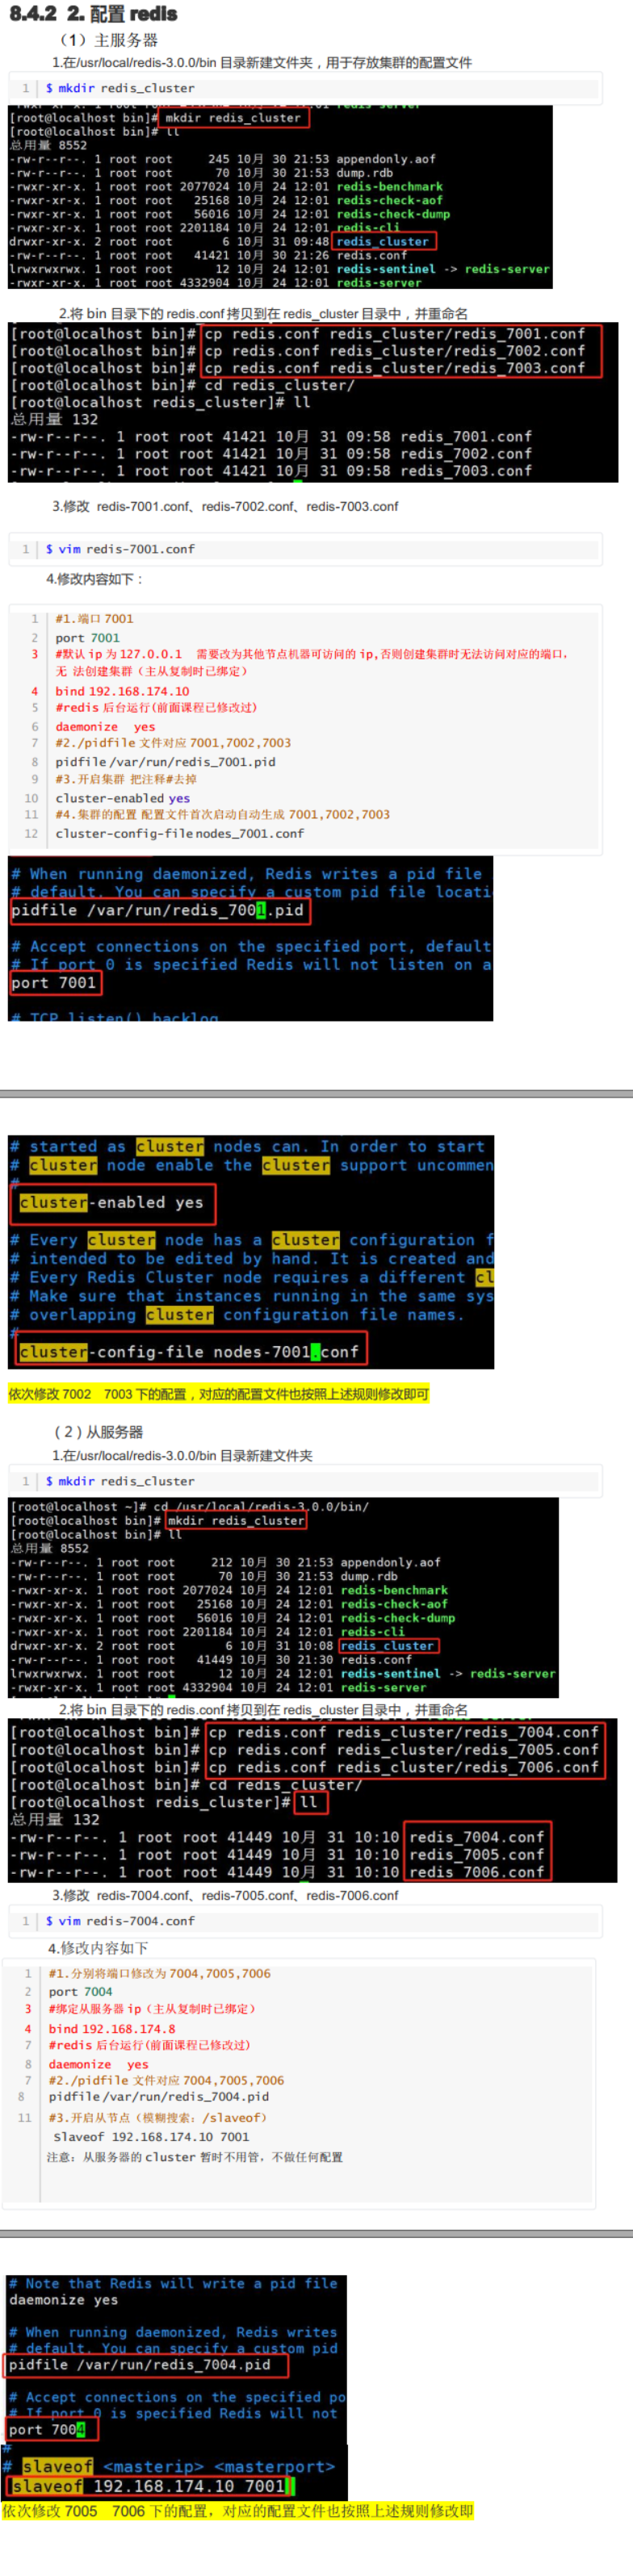 8.4.2 2. 配置 redis
（1）主服务器
1.在/usr/local/redis-3.0.0/bin 目录新建文件夹，用于存放集群的配置文件
1 $ mkdir redis_cluster
[root@localhost bin]# mkdir redis_cluster
[root@localhost bin]# ll
总用量 8552
-rw-r--r--. 1 root root 245 10月 30 21:53 appendonly.aof
-rw-r--r--. 1 root root 70 10月 30 21:53 dump.rdb
-rwxr-xr-x. 1 root root 2077024 10月 24 12:01 redis-benchmark
-rwxr-xr-x. 1 root root 25168 10月 24 12:01 redis-check-aof
-rwxr-xr-x. 1 root root 56016 10月 24 12:01 redis-check-dump
-rwxr-xr-x. 1 root root 2201184 10月 24 12:01 redis-cli
drwxr-xr-x. 2 root root 6 10月 31 09:48 redis_cluster
-rw-r--r--. 1 root root 41421 10月 30 21:26 redis.conf
lrwxrwxrwx. 1 root root 12 10月 24 12:01 redis-sentinel -> redis-server
-rwxr-xr-x. 1 root root 4332904 10月 24 12:01 redis-server
2.将 bin 目录下的 redis.conf 拷贝到在 redis_cluster 目录中，并重命名
[root@localhost bin]# cp redis.conf redis_cluster/redis_7001.conf
[root@localhost bin]# cp redis.conf redis_cluster/redis_7002.conf
[root@localhost bin]# cp redis.conf redis_cluster/redis_7003.conf
[root@localhost bin]# cd redis_cluster/
[root@localhost redis_cluster]# ll
总用量 132
-rw-r--r--. 1 root root 41421 10月 31 09:58 redis_7001.conf
-rw-r--r--. 1 root root 41421 10月 31 09:58 redis_7002.conf
-rw-r--r--. 1 root root 41421 10月 31 09:58 redis_7003.conf
3.修改 redis-7001.conf、redis-7002.conf、redis-7003.conf
1 $ vim redis-7001.conf
4.修改内容如下：
1 #1.端口 7001
2 port 7001
3 #默认 ip 为 127.0.0.1 需要改为其他节点机器可访问的 ip,否则创建集群时无法访问对应的端口,
无 法创建集群（主从复制时已绑定）
4 bind 192.168.174.10
5 #redis 后台运行(前面课程已修改过)
6 daemonize yes
7 #2./pidfile 文件对应 7001,7002,7003
8 pidfile /var/run/redis_7001.pid
9 #3.开启集群 把注释#去掉
10 cluster-enabled yes
11 #4.集群的配置 配置文件首次启动自动生成 7001,7002,7003
12 cluster-config-file nodes_7001.conf
# When running daemonized, Redis writes a pid file
# default. You can specify a custom pid file locati
pidfile /var/run/redis_7001.pid
# Accept connections on the specified port, default
# If port 0 is specified Redis will not listen on a
port 7001
# TCP listen() backlog
# started as cluster nodes can. In order to start
# cluster node enable the cluster support uncommen
#
cluster-enabled yes
# Every cluster node has a cluster configuration f
# intended to be edited by hand. It is created and
# Every Redis Cluster node requires a different cl
# Make sure that instances running in the same sys
# overlapping cluster configuration file names.
#
cluster-config-file nodes-7001.conf
依次修改 7002 7003 下的配置，对应的配置文件也按照上述规则修改即可
（2）从服务器
1.在/usr/local/redis-3.0.0/bin 目录新建文件夹
1 $ mkdir redis_cluster
[root@localhost ~]# cd /usr/local/redis-3.0.0/bin/
[root@localhost bin]# mkdir redis_cluster
[root@localhost bin]# ll
总用量 8552
-rw-r--r--. 1 root root 212 10月 30 21:53 appendonly.aof
-rw-r--r--. 1 root root 70 10月 30 21:53 dump.rdb
-rwxr-xr-x. 1 root root 2077024 10月 24 12:01 redis-benchmark
-rwxr-xr-x. 1 root root 25168 10月 24 12:01 redis-check-aof
-rwxr-xr-x. 1 root root 56016 10月 24 12:01 redis-check-dump
-rwxr-xr-x. 1 root root 2201184 10月 24 12:01 redis-cli
drwxr-xr-x. 2 root root 6 10月 31 10:08 redis_cluster
-rw-r--r--. 1 root root 41449 10月 30 21:30 redis.conf
lrwxrwxrwx. 1 root root 12 10月 24 12:01 redis-sentinel -> redis-server
-rwxr-xr-x. 1 root root 4332904 10月 24 12:01 redis-server
2.将 bin 目录下的 redis.conf 拷贝到在 redis_cluster 目录中，并重命名
[root@localhost bin]# cp redis.conf redis_cluster/redis_7004.conf
[root@localhost bin]# cp redis.conf redis_cluster/redis_7005.conf
[root@localhost bin]# cp redis.conf redis_cluster/redis_7006.conf
[root@localhost bin]# cd redis_cluster/
[root@localhost redis_cluster]# ll
总用量 132
-rw-r--r--. 1 root root 41449 10月 31 10:10 redis_7004.conf
-rw-r--r--. 1 root root 41449 10月 31 10:10 redis_7005.conf
-rw-r--r--. 1 root root 41449 10月 31 10:10 redis_7006.conf
3.修改 redis-7004.conf、redis-7005.conf、redis-7006.conf
1 $ vim redis-7004.conf
4.修改内容如下
1 #1.分别将端口修改为 7004,7005,7006
2 port 7004
3 #绑定从服务器 ip（主从复制时已绑定）
4 bind 192.168.174.8
7 #redis 后台运行(前面课程已修改过)
8 daemonize yes
7 #2./pidfile 文件对应 7004,7005,7006
8 pidfile /var/run/redis_7004.pid
11 #3.开启从节点（模糊搜索：/slaveof）
Slaveof 192.168.174.10 7001
注意：从服务器的 cluster 暂时不用管，不做任何配置
# Note that Redis will write a pid file
daemonize yes
# When running daemonized, Redis writes
# default. You can specify a custom pid
pidfile /var/run/redis_7004.pid
# Accept connections on the specified po
# If port 0 is specified Redis will not
port 7004
#
# slaveof <masterip> <masterport>
slaveof 192.168.174.10 7001
依次修改 7005 7006 下的配置，对应的配置文件也按照上述规则修改即